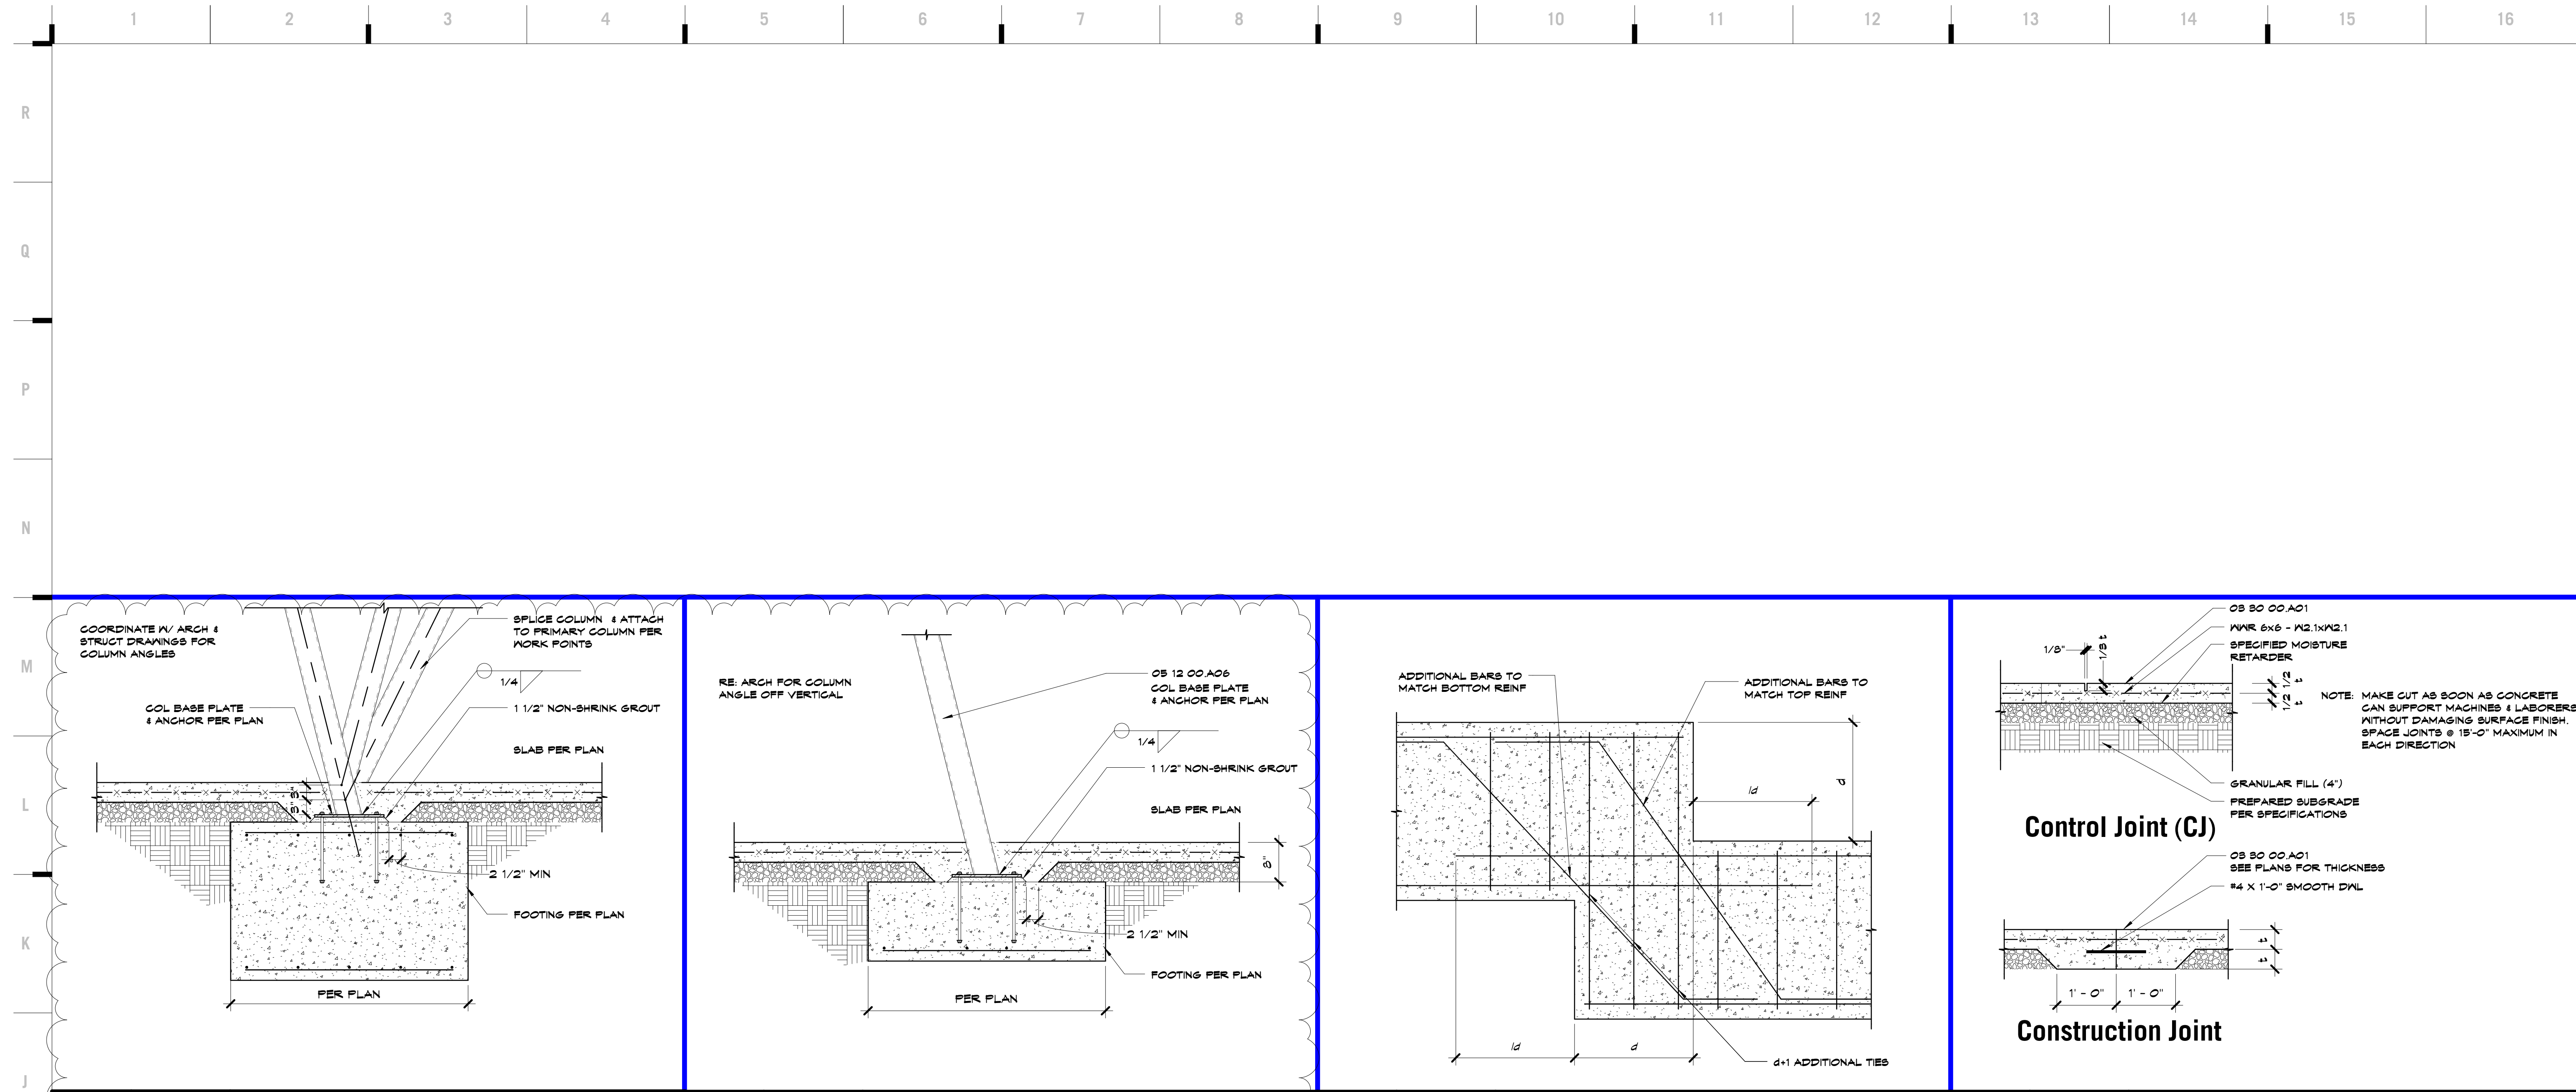 1 2 3 4 5 6 7 8 9 10 11 12 13 14 15 16
R
Q
P
N
M
L
K
J
COORDINATE W/ ARCH &
STRUCT DRAWINGS FOR
COLUMN ANGLES
SPLICE COLUMN & ATTACH
TO PRIMARY COLUMN PER
WORK POINTS
1/4
COL BASE PLATE
& ANCHOR PER PLAN
1 1/2" NON-SHRINK GROUT
SLAB PER PLAN
3"
3"
2 1/2" MIN
FOOTING PER PLAN
PER PLAN
RE: ARCH FOR COLUMN
ANGLE OFF VERTICAL
05 12 00.A06
COL BASE PLATE
& ANCHOR PER PLAN
1/4
1 1/2" NON-SHRINK GROUT
SLAB PER PLAN
8"
2 1/2" MIN
FOOTING PER PLAN
PER PLAN
ADDITIONAL BARS TO
MATCH BOTTOM REINF
ADDITIONAL BARS TO
MATCH TOP REINF
d
ld
ld
d
d+1 ADDITIONAL TIES
03 30 00.A01
WWR 6x6 - W2.1xW2.1
SPECIFIED MOISTURE
RETARDER
1/8"
1/3 t
1/2 t
1/2 t
NOTE: MAKE CUT AS SOON AS CONCRETE
CAN SUPPORT MACHINES & LABORERS
WITHOUT DAMAGING SURFACE FINISH.
SPACE JOINTS @ 15'-0" MAXIMUM IN
EACH DIRECTION
GRANULAR FILL (4")
PREPARED SUBGRADE
PER SPECIFICATIONS
Control Joint (CJ)
03 30 00.A01
SEE PLANS FOR THICKNESS
#4 X 1'-0" SMOOTH DWL
t
t
1' - 0"
1' - 0"
Construction Joint